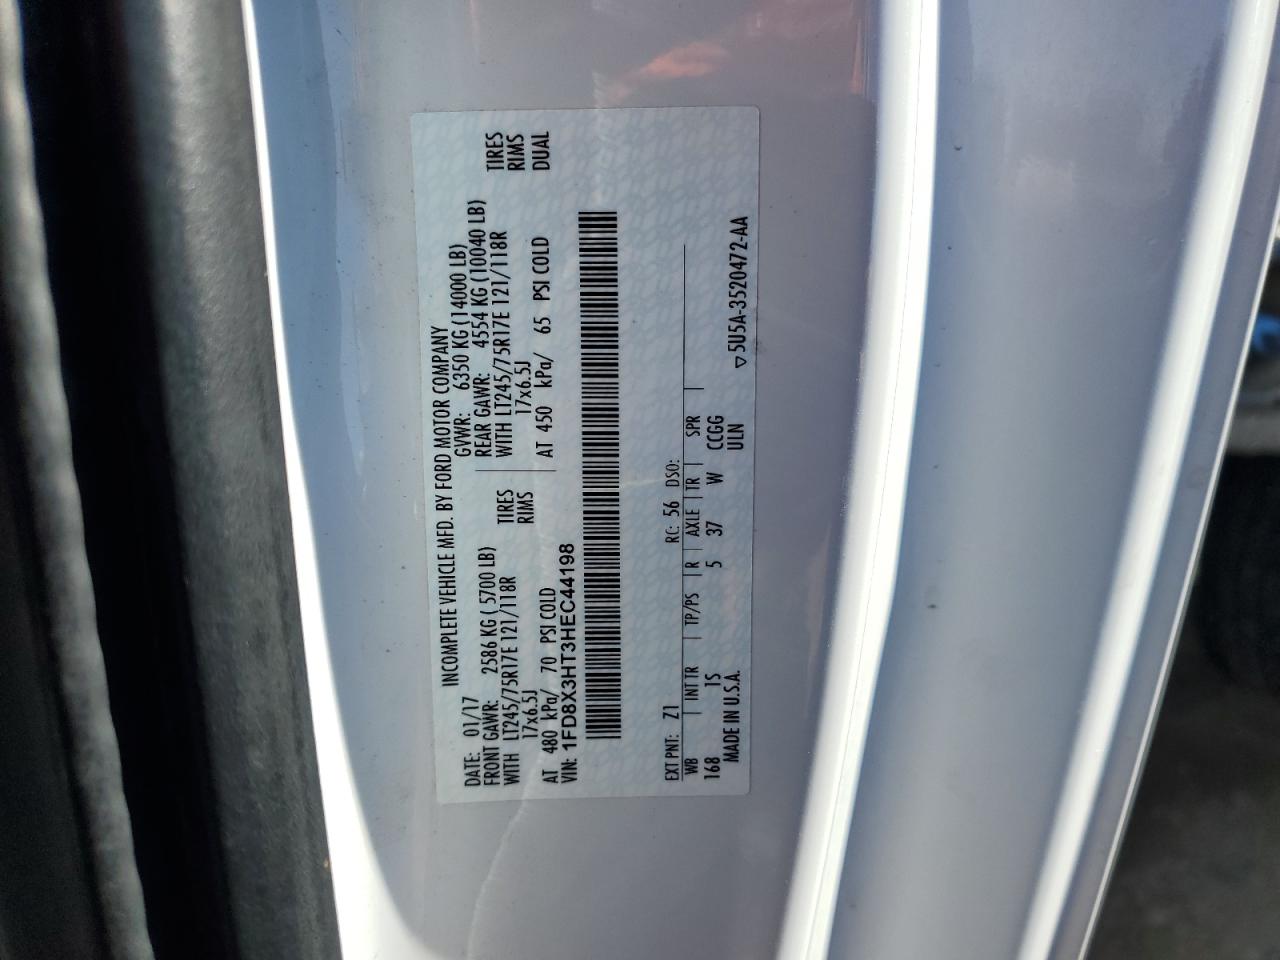 INCOMPLETE VEHICLE MFD. BY FORD MOTOR COMPANY
DATE: 01/17 GVWR: 6350 KG (14000 LB)
FRONT GAWR: 2586 KG ( 5700 LB) REAR GAWR: 4554 KG (10040 LB)
WITH LT245/75R17E 121/118R TIRES WITH LT245/75R17E 121/118R TIRES
17x6.5J RIMS 17x6.5J RIMS
AT 480 kPa/ 70 PSI COLD AT 450 kPa/ 65 PSI COLD DUAL
VIN: 1FD8X3HT3HEC44198
EXT PNT: Z1 RC: 56 DSO:
WB | INT TR | TP/PS | R | AXLE | TR | SPR |
168 1S 5 37 W CCGG
MADE IN U.S.A. ULN ▽5U5A-3520472-AA